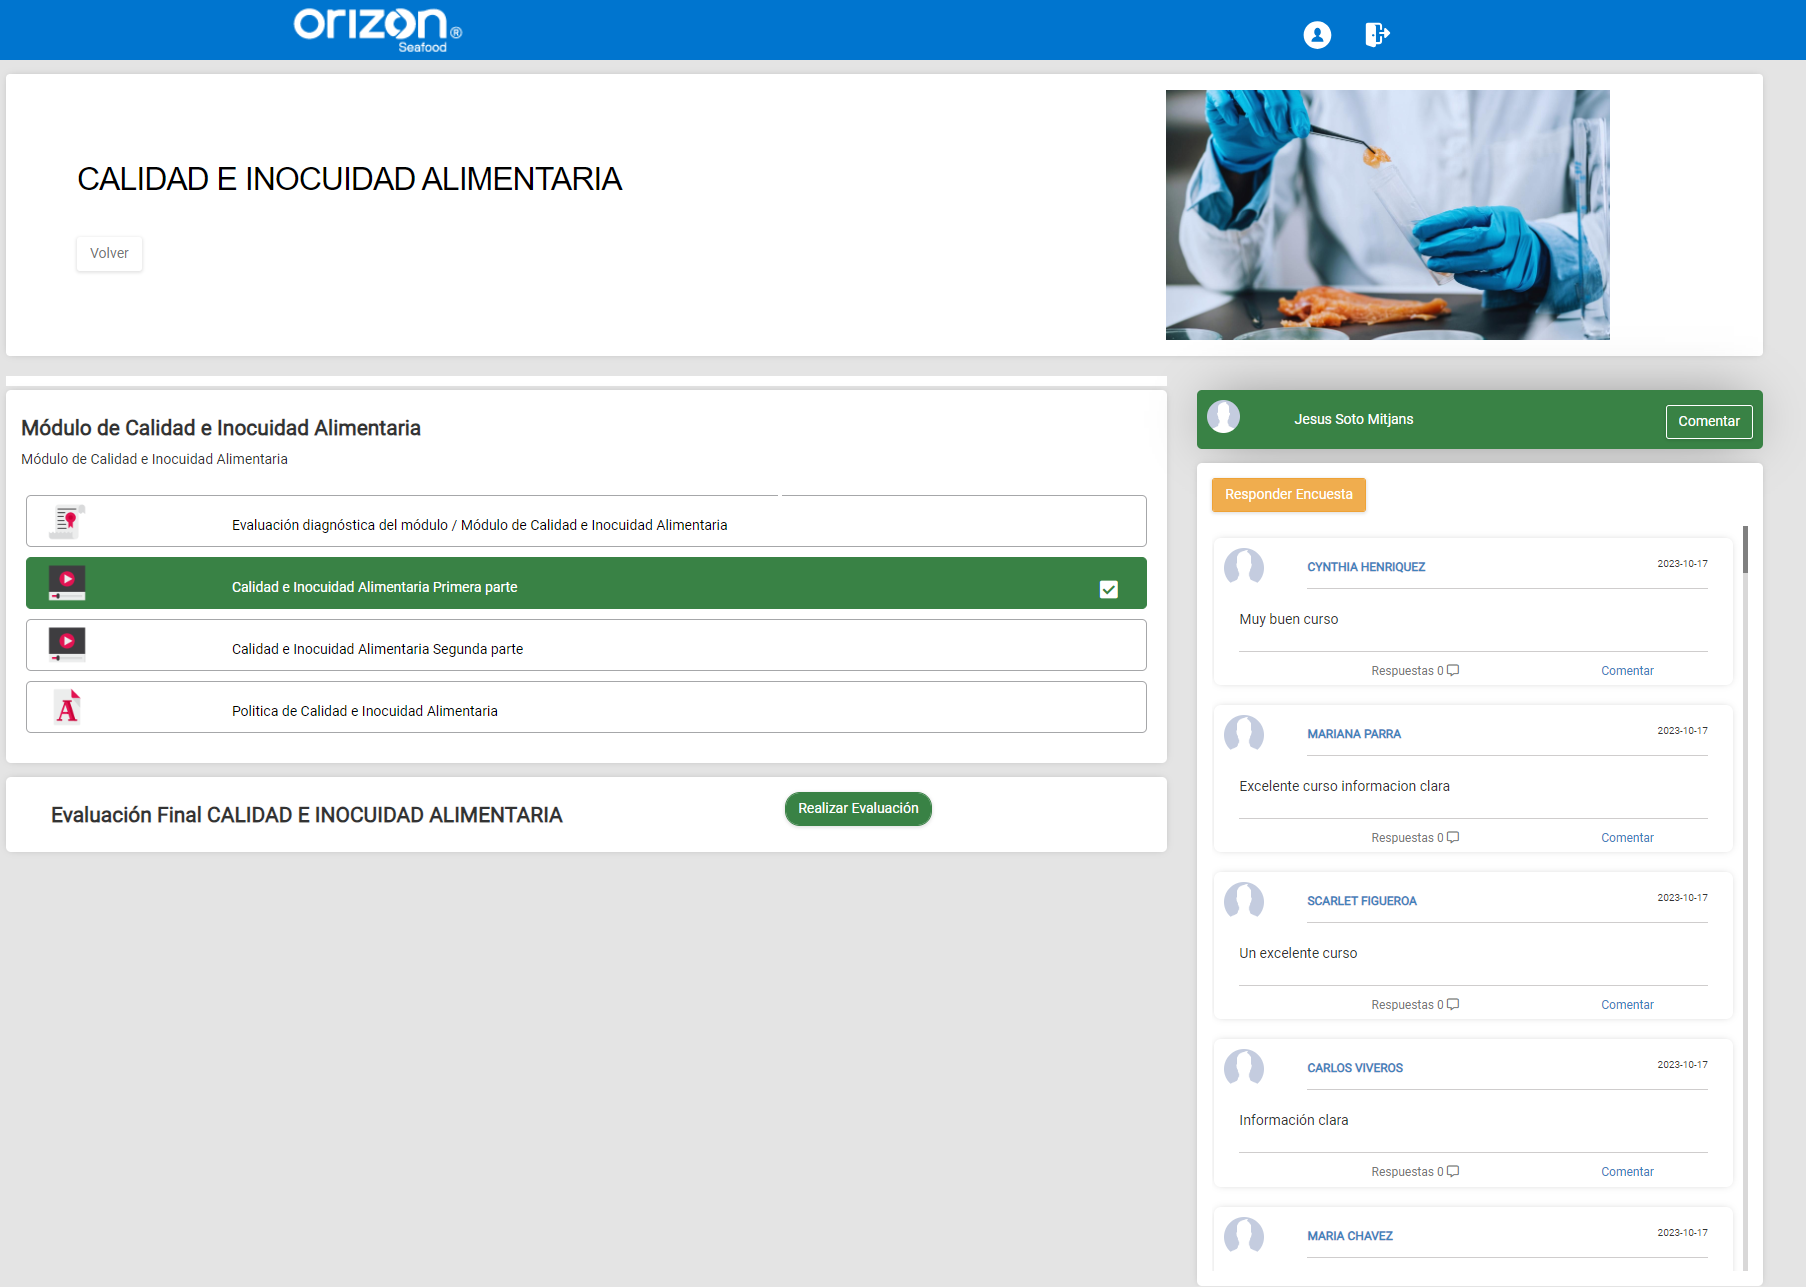 orizon®
Seafood
CALIDAD E INOCUIDAD ALIMENTARIA
Volver
Módulo de Calidad e Inocuidad Alimentaria
Módulo de Calidad e Inocuidad Alimentaria
Evaluación diagnóstica del módulo / Módulo de Calidad e Inocuidad Alimentaria
Calidad e Inocuidad Alimentaria Primera parte
Calidad e Inocuidad Alimentaria Segunda parte
A
Politica de Calidad e Inocuidad Alimentaria
Evaluación Final CALIDAD E INOCUIDAD ALIMENTARIA
Realizar Evaluación
Jesus Soto Mitjans
Comentar
Responder Encuesta
CYNTHIA HENRIQUEZ
2023-10-17
Muy buen curso
Respuestas 0
Comentar
MARIANA PARRA
2023-10-17
Excelente curso informacion clara
Respuestas 0
Comentar
SCARLET FIGUEROA
2023-10-17
Un excelente curso
Respuestas 0
Comentar
CARLOS VIVEROS
2023-10-17
Información clara
Respuestas 0
Comentar
MARIA CHAVEZ
2023-10-17